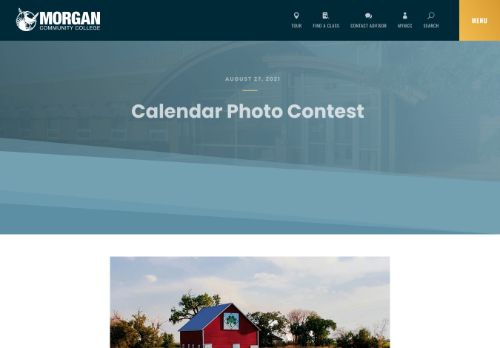 MORGAN
COMMUNITY COLLEGE
TOUR
FIND A CLASS
CONTACT ADVISOR
MYMCC
SEARCH
MENU
AUGUST 27, 2021
Calendar Photo Contest